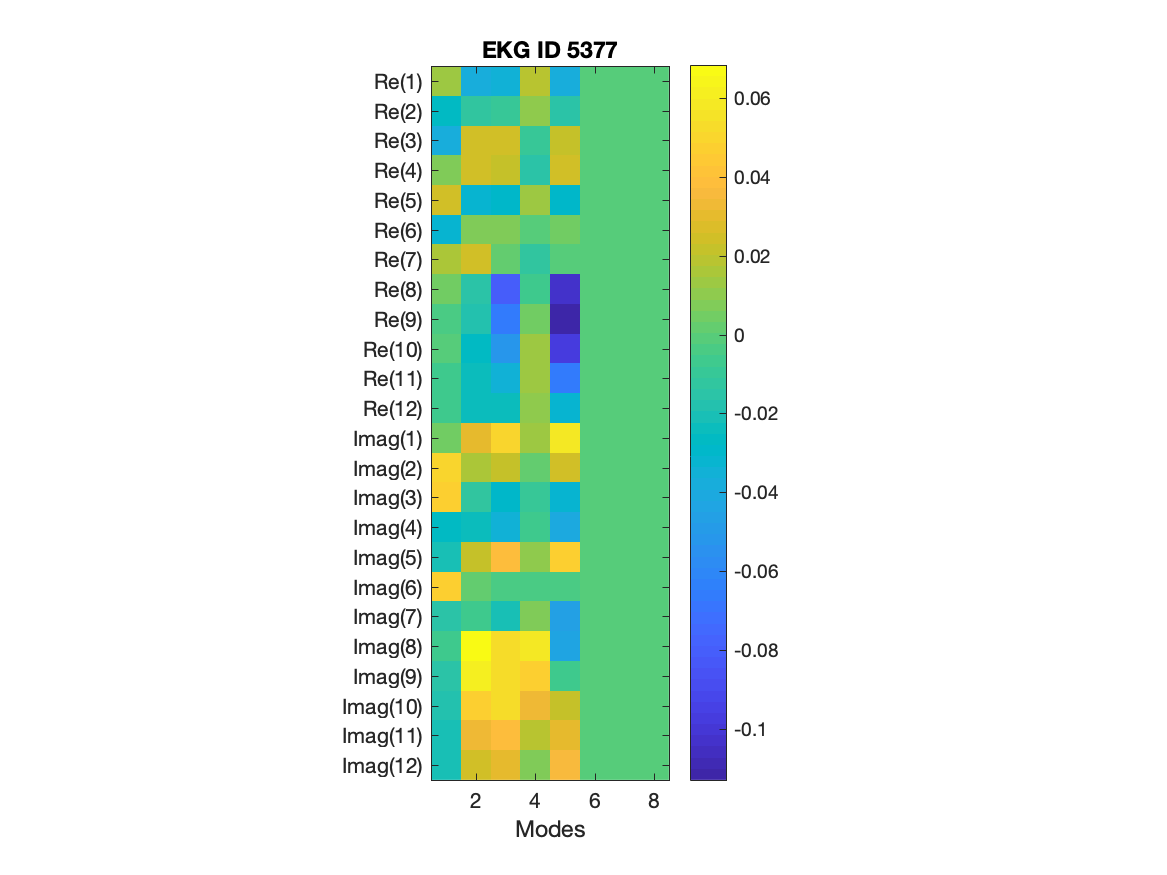 EKG ID 5377
Re(1)
Re(2)
Re(3)
Re(4)
Re(5)
Re(6)
Re(7)
Re(8)
Re(9)
Re(10)
Re(11)
Re(12)
Imag(1)
Imag(2)
Imag(3)
Imag(4)
Imag(5)
Imag(6)
Imag(7)
Imag(8)
Imag(9)
Imag(10)
Imag(11)
Imag(12)
2 4 6 8
Modes
0.06
0.04
0.02
0
-0.02
-0.04
-0.06
-0.08
-0.1